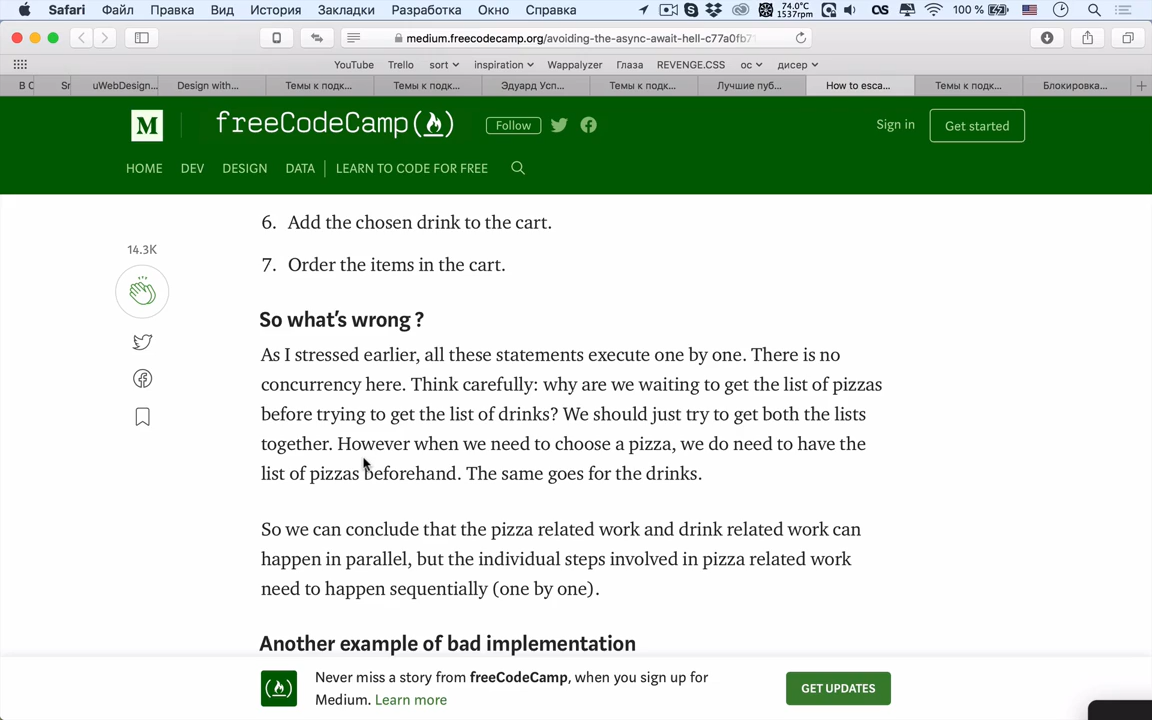 Safari Файл Правка Вид История Закладки Разработка Окно Справка 74.0°C 1537rpm 100 %
medium.freecodecamp.org/avoiding-the-async-await-hell-c77a0fb7
YouTube Trello sort inspiration Wappalyzer Глаза REVENGE.CSS ос дисер
В С Sr uWebDesign... Design with... Темы к подк... Темы к подк... Эдуард Усп... Темы к подк... Лучшие пуб... How to esca... Темы к подк... Блокировка...
M freeCodeCamp Follow Sign in Get started
HOME DEV DESIGN DATA LEARN TO CODE FOR FREE
6. Add the chosen drink to the cart.
14.3K
7. Order the items in the cart.
So what's wrong ?
As I stressed earlier, all these statements execute one by one. There is no
concurrency here. Think carefully: why are we waiting to get the list of pizzas
before trying to get the list of drinks? We should just try to get both the lists
together. However when we need to choose a pizza, we do need to have the
list of pizzas beforehand. The same goes for the drinks.
So we can conclude that the pizza related work and drink related work can
happen in parallel, but the individual steps involved in pizza related work
need to happen sequentially (one by one).
Another example of bad implementation
Never miss a story from freeCodeCamp, when you sign up for
Medium. Learn more
GET UPDATES